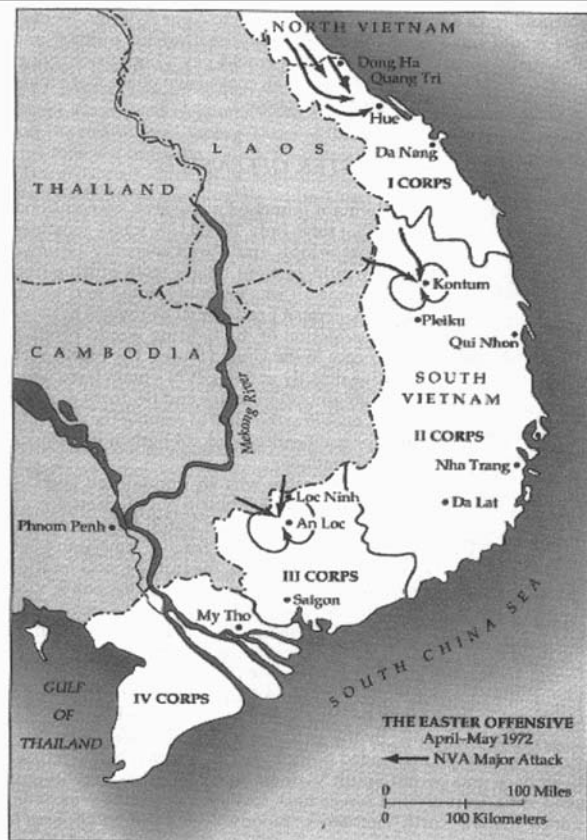 NORTH VIETNAM
Dong Ha
Quang Tri
Hue
LAOS
Da Nang
THAILAND
I CORPS
Kontum
Pleiku
Qui Nhon
CAMBODIA
SOUTH
VIETNAM
Mekong River
II CORPS
Nha Trang
Loc Ninh
Da Lat
Phnom Penh
An Loc
III CORPS
Saigon
My Tho
SOUTH CHINA SEA
GULF
OF
THAILAND
IV CORPS
THE EASTER OFFENSIVE
April–May 1972
NVA Major Attack
0 100 Miles
0 100 Kilometers